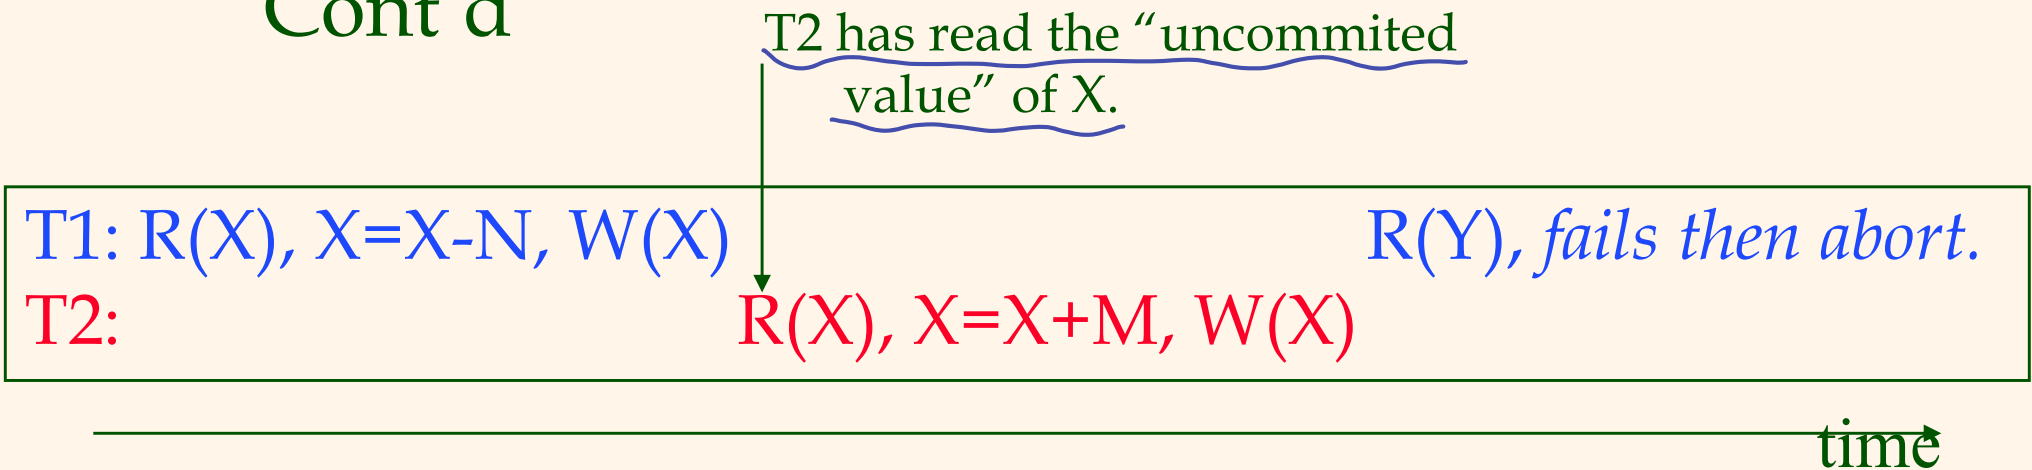 Cont'd
T2 has read the “uncommited
value” of X.
T1: R(X), X=X-N, W(X) R(Y), fails then abort.
T2: R(X), X=X+M, W(X)
time